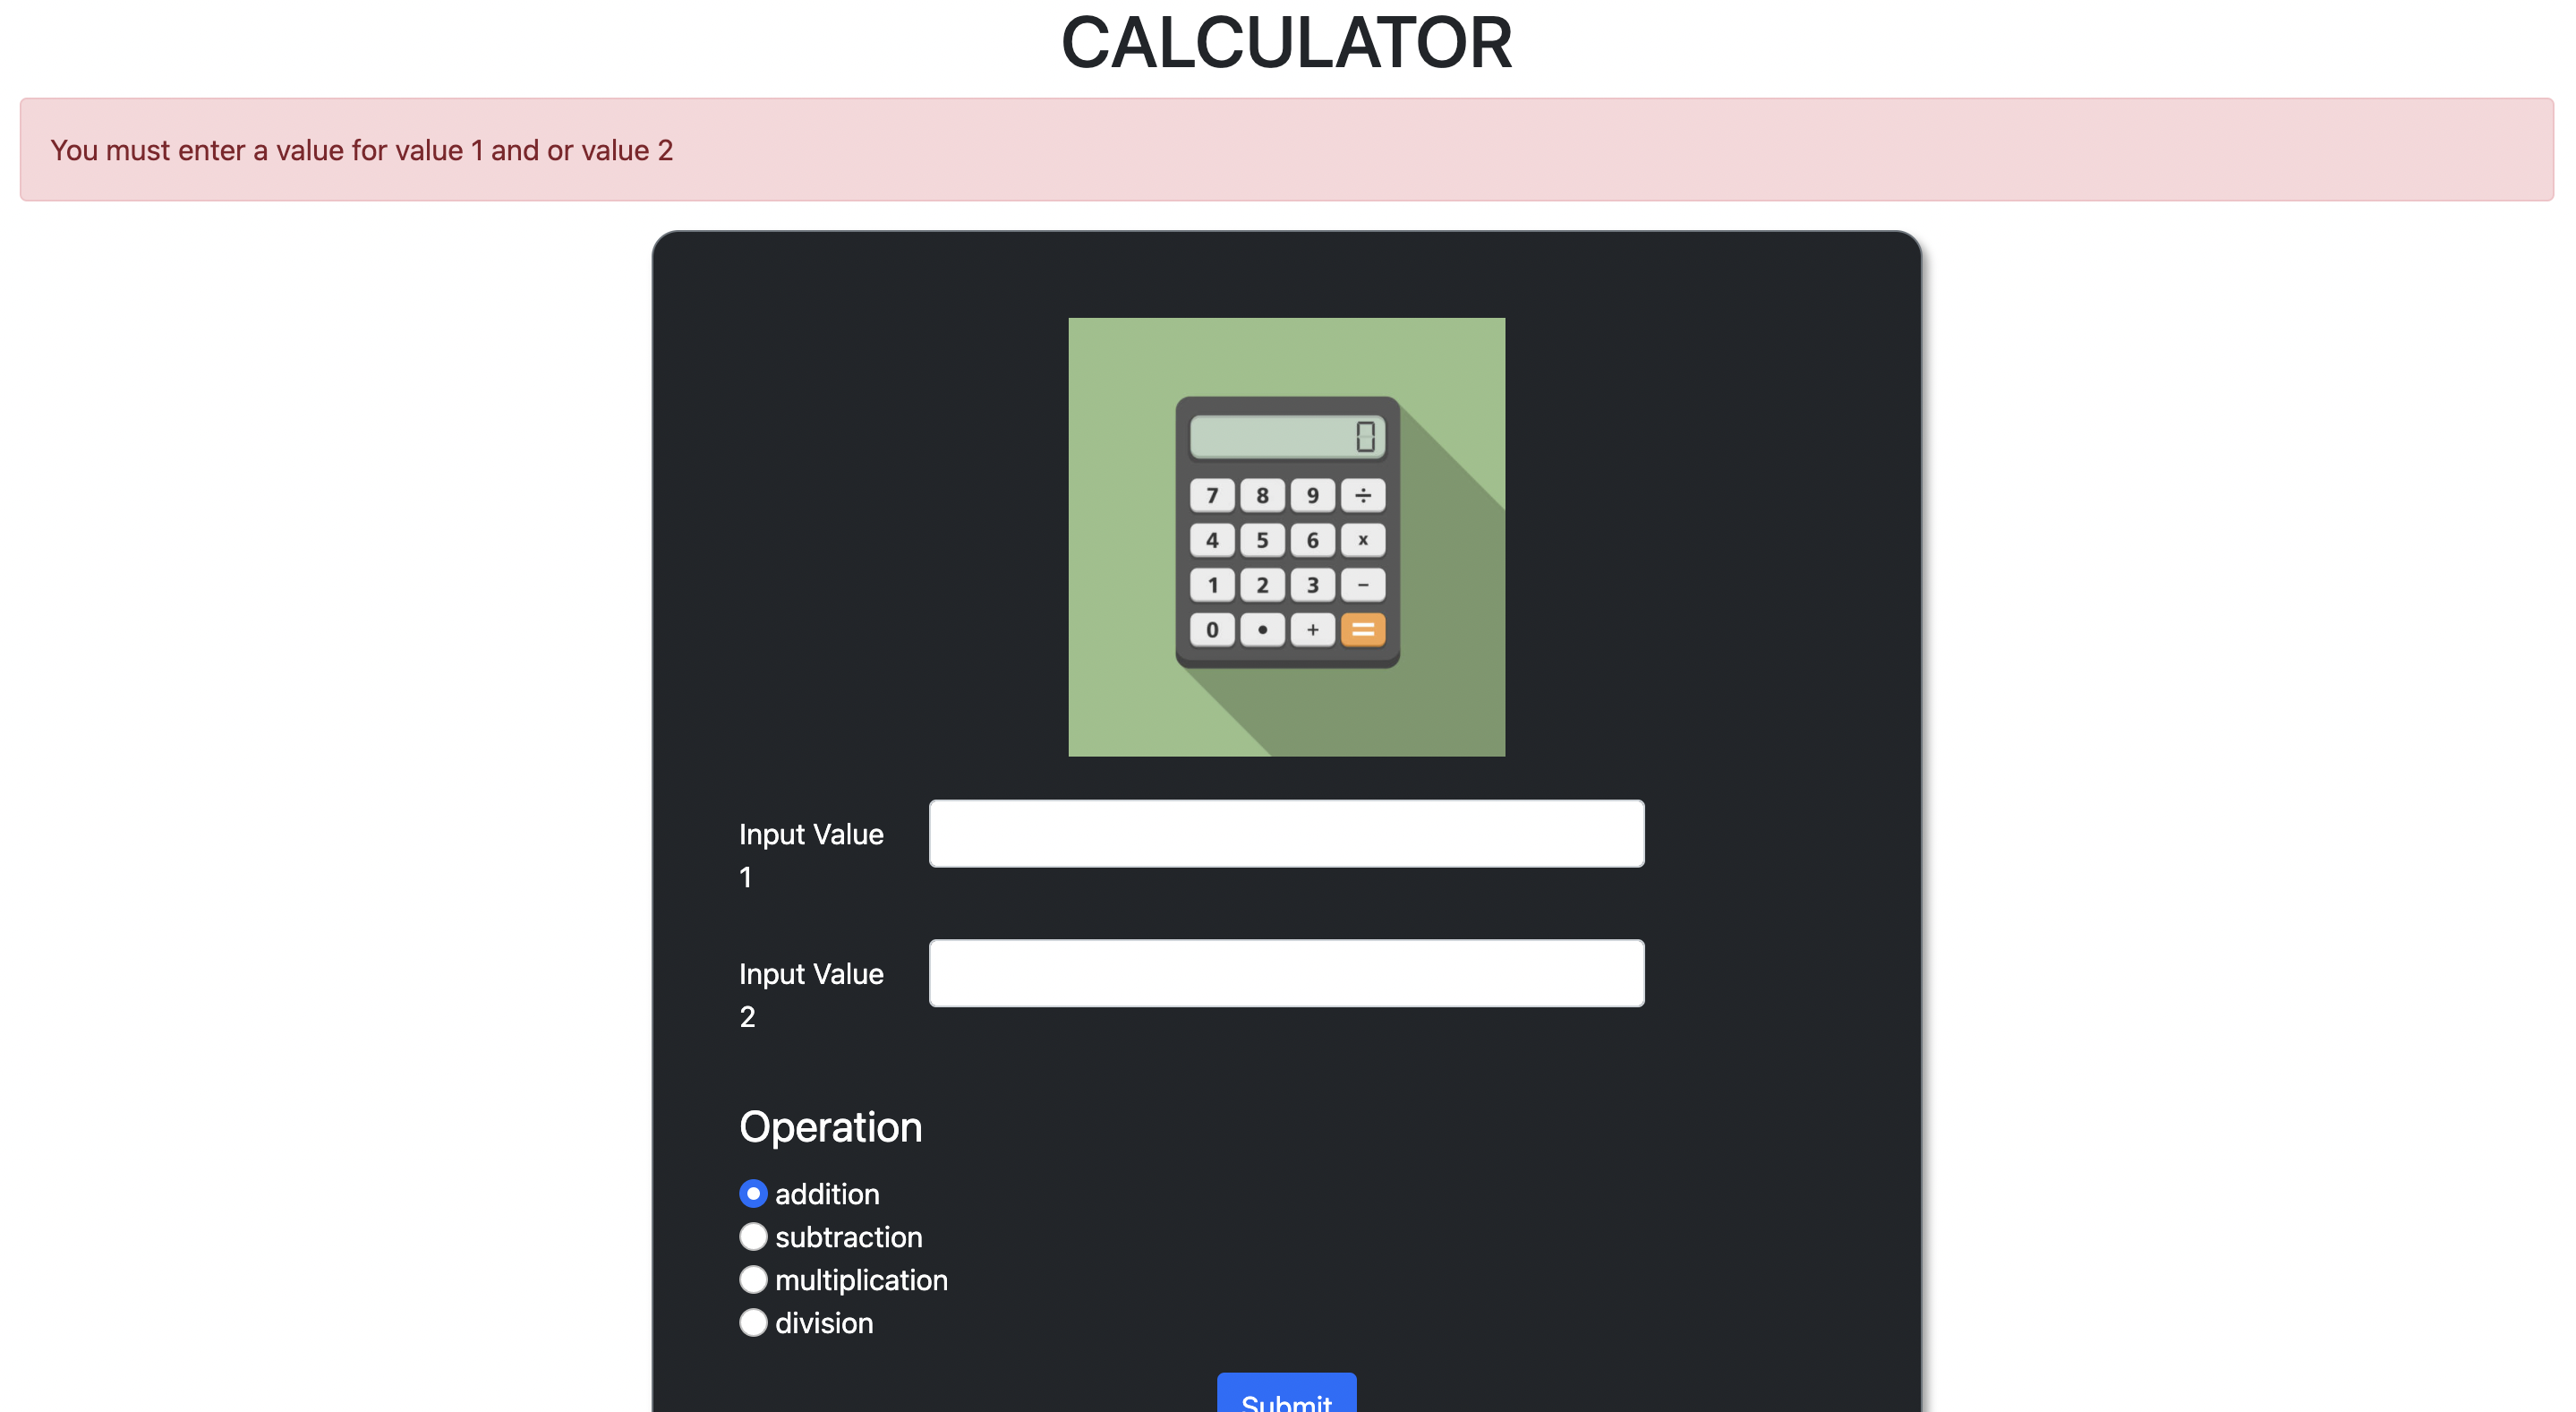 CALCULATOR
You must enter a value for value 1 and or value 2
0
7 8 9 ÷
4 5 6 x
1 2 3 −
0 • + =
Input Value
1
Input Value
2
Operation
addition
subtraction
multiplication
division
Submit